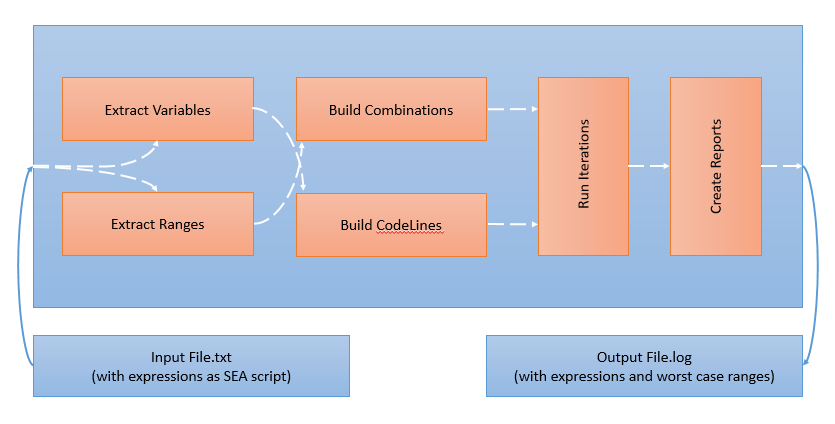 Extract Variables
Build Combinations
Extract Ranges
Build CodeLines
Run Iterations
Create Reports
Input File.txt
(with expressions as SEA script)
Output File.log
(with expressions and worst case ranges)